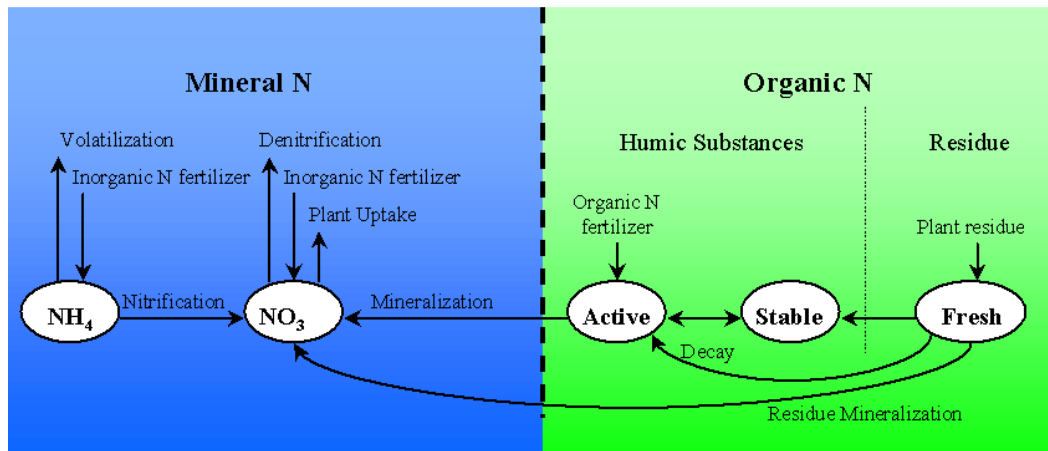 Mineral N
Organic N
Volatilization
Denitrification
Humic Substances
Residue
Inorganic N fertilizer
Inorganic N fertilizer
Plant Uptake
Organic N
fertilizer
Plant residue
NH₄
Nitrification
NO₃
Mineralization
Active
Stable
Fresh
Decay
Residue Mineralization